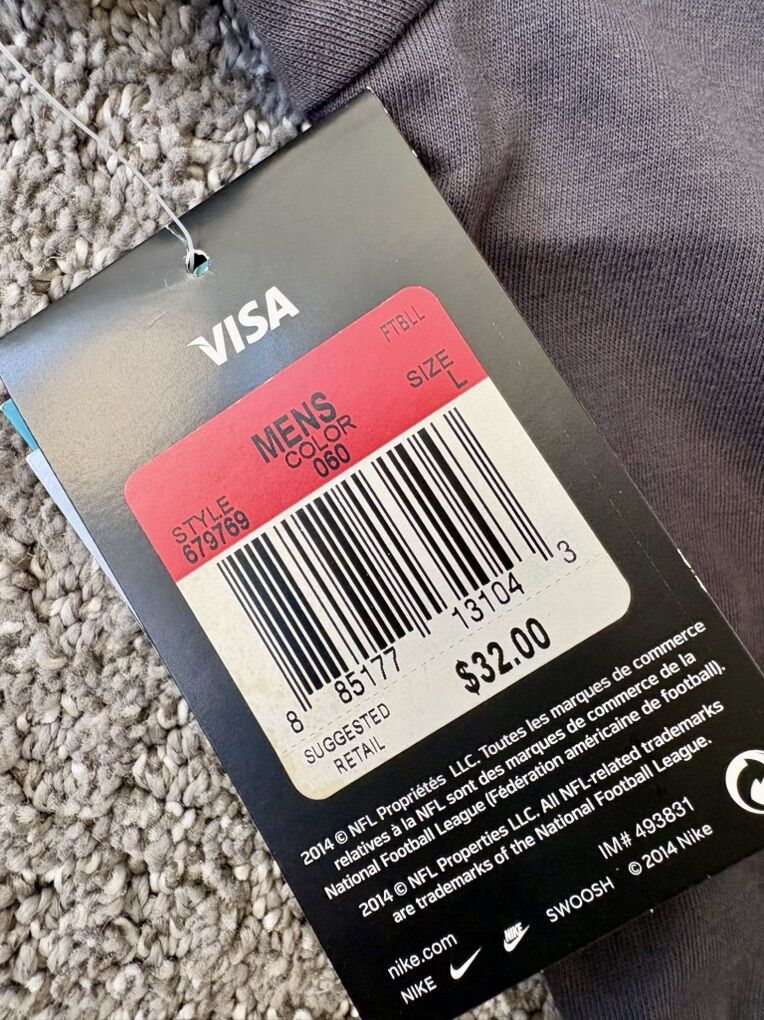 VISA
FTBLL
MENS
SIZE
L
COLOR
060
STYLE
679769
8 85177 13104 3
$32.00
SUGGESTED
RETAIL
2014 © NFL Propriétés LLC. Toutes les marques de commerce
relatives à la NFL sont des marques de commerce de la
National Football League (Fédération américaine de football).
2014 © NFL Properties LLC. All NFL-related trademarks
are trademarks of the National Football League.
IM# 493831
nike.com
NIKE NIKE SWOOSH © 2014 Nike